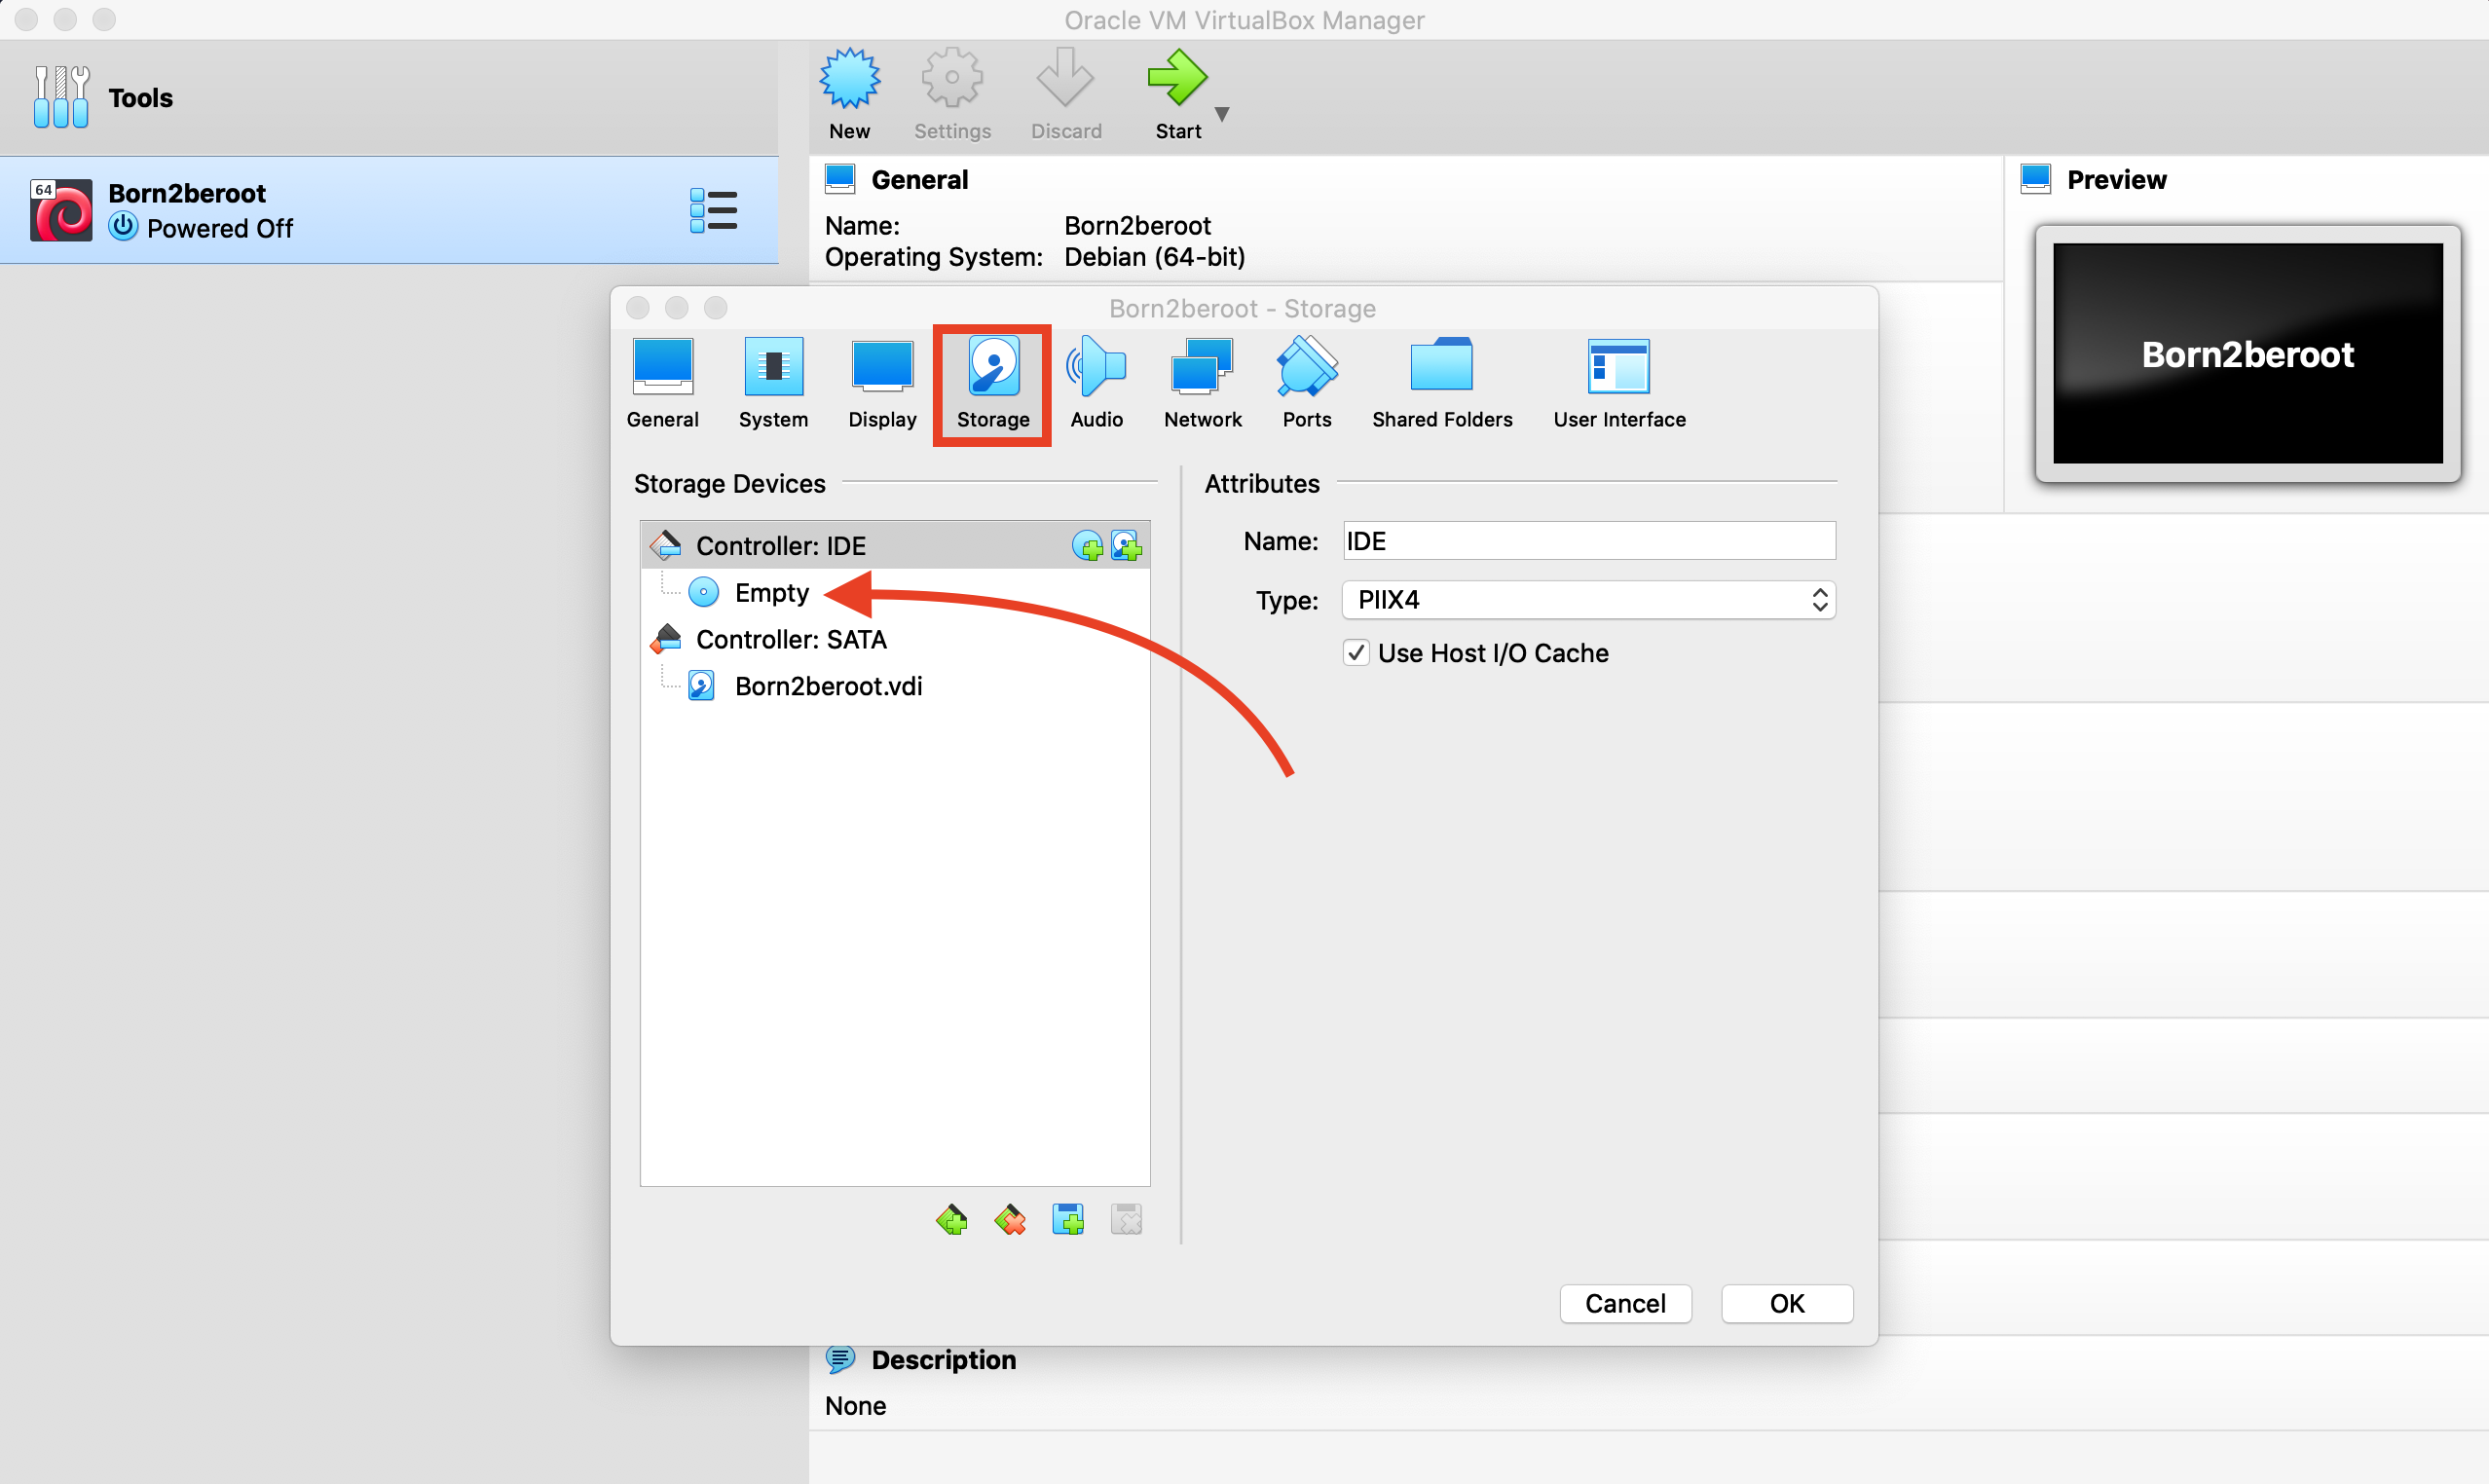 Oracle VM VirtualBox Manager
Tools
New
Settings
Discard
Start
64
Born2beroot
Powered Off
General
Name: Born2beroot
Operating System: Debian (64-bit)
Preview
Born2beroot
Born2beroot - Storage
General
System
Display
Storage
Audio
Network
Ports
Shared Folders
User Interface
Storage Devices
Controller: IDE
Empty
Controller: SATA
Born2beroot.vdi
Attributes
Name: IDE
Type: PIIX4
Use Host I/O Cache
Cancel
OK
Description
None